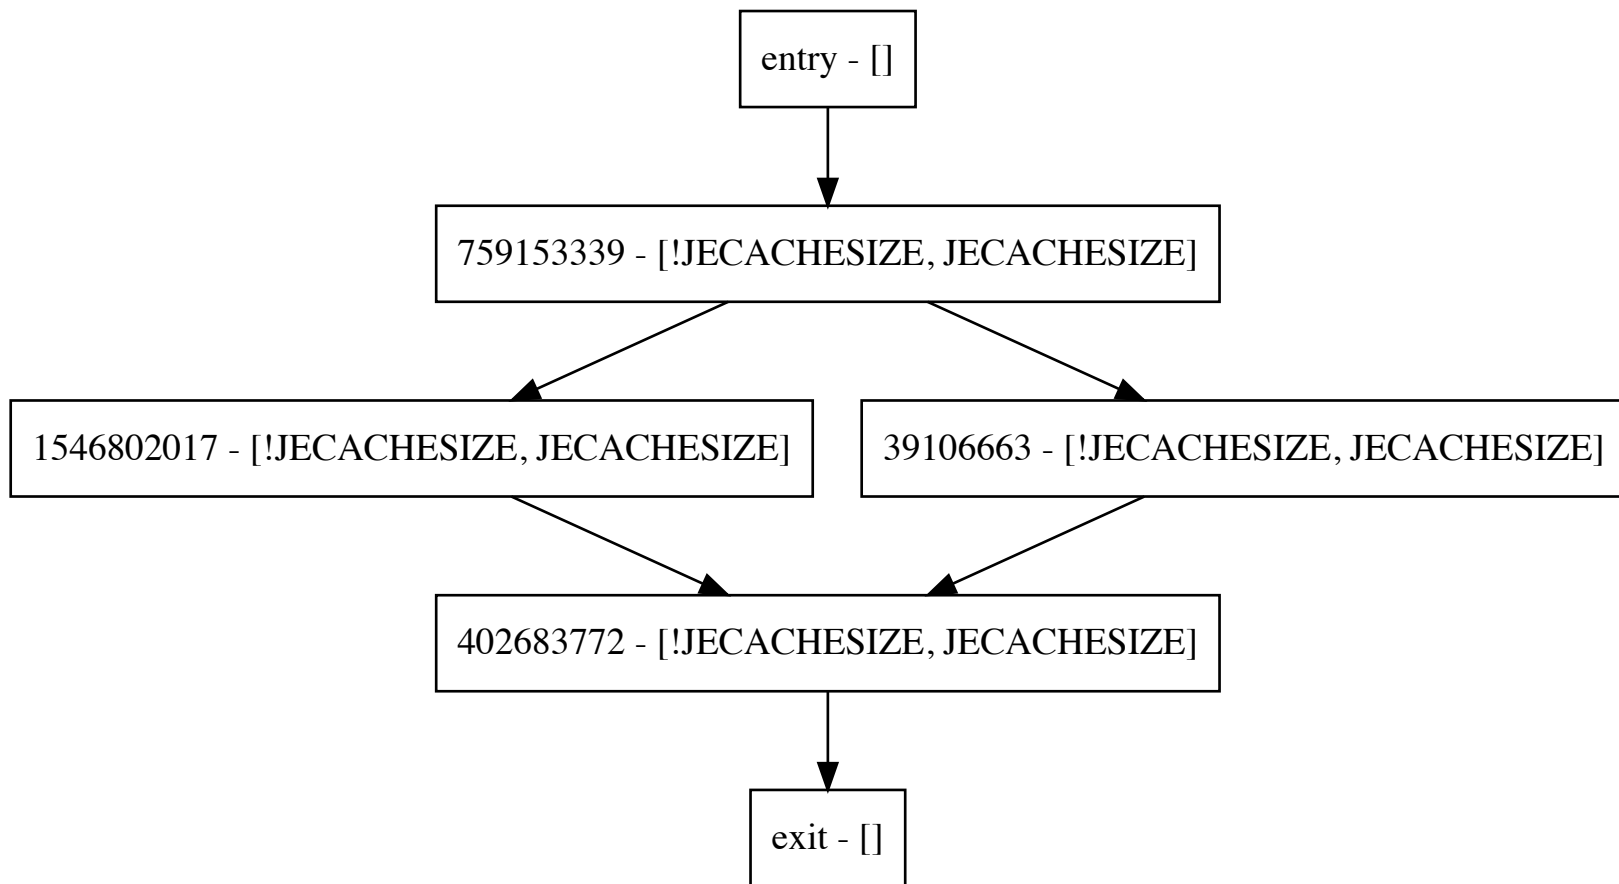 entry - []
759153339 - [!JECACHESIZE, JECACHESIZE]
1546802017 - [!JECACHESIZE, JECACHESIZE]
39106663 - [!JECACHESIZE, JECACHESIZE]
402683772 - [!JECACHESIZE, JECACHESIZE]
exit - []